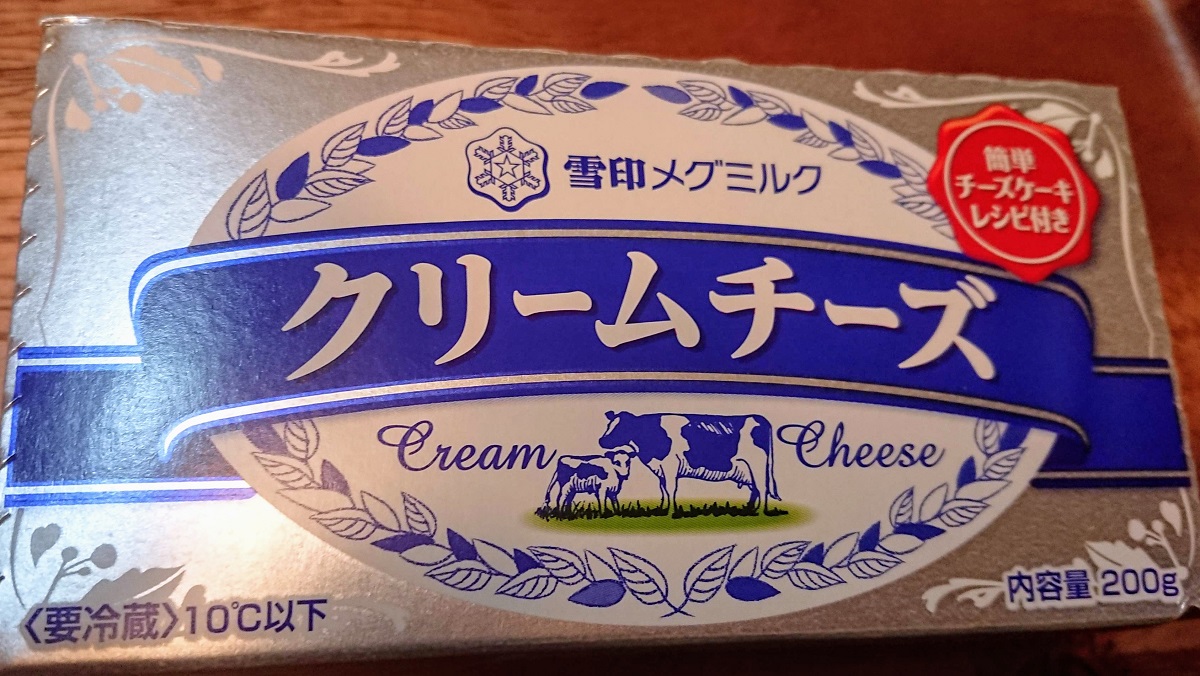 雪印メグミルク
簡単
チーズケーキ
レシピ付き
クリームチーズ
Cream Cheese
〈要冷蔵〉10℃以下
内容量 200g